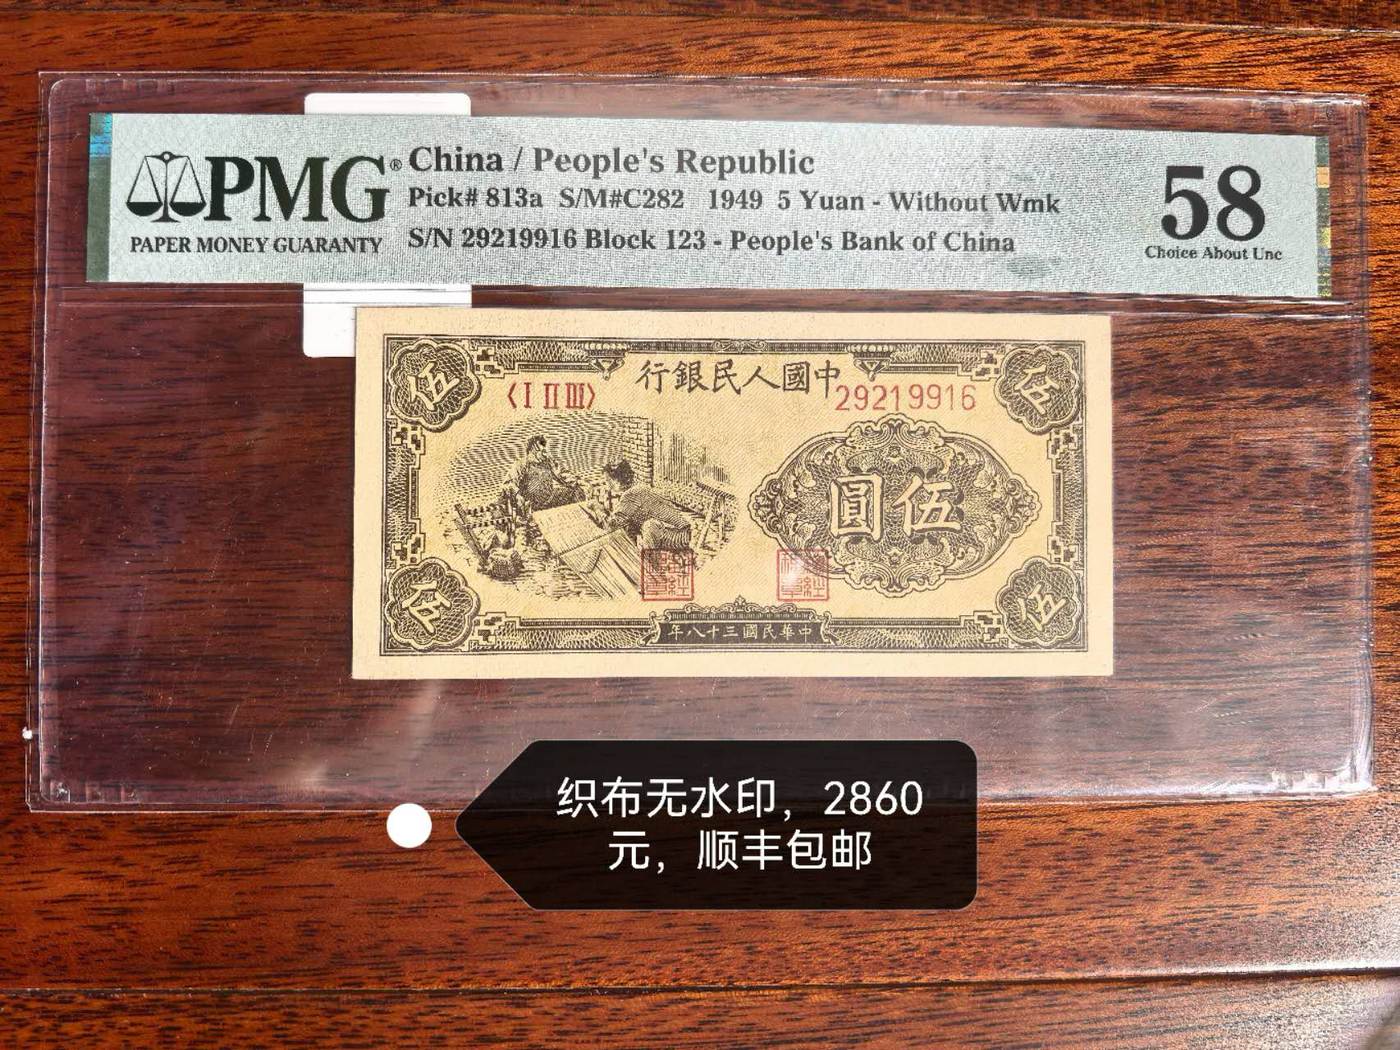 PMG® China / People's Republic
Pick# 813a S/M#C282 1949 5 Yuan - Without Wmk
PAPER MONEY GUARANTY
S/N 29219916 Block 123 - People's Bank of China
58
Choice About Unc
行銀民人國中
〈I II III〉
29219916
伍
伍
圓伍
伍
伍
年八十三國民華中
织布无水印，2860
元，顺丰包邮